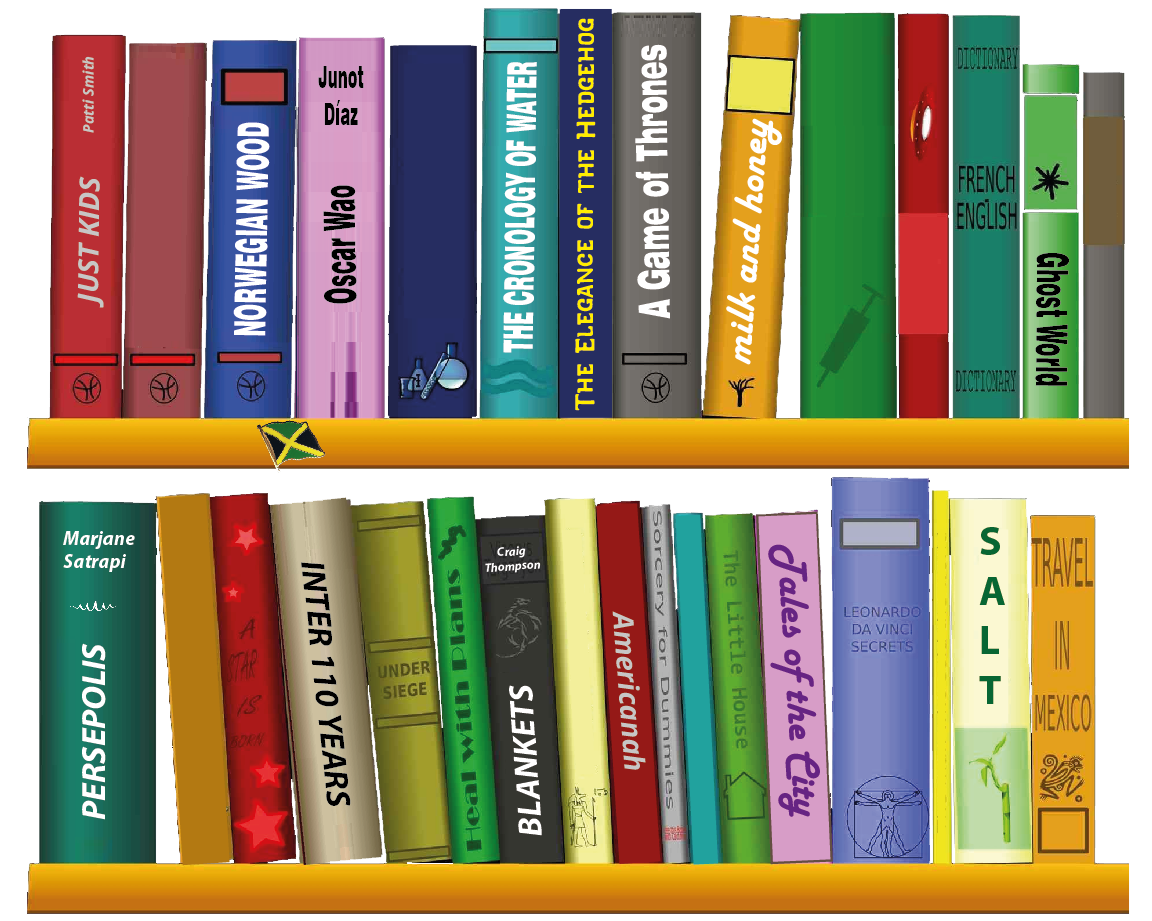 Patti Smith
JUST KIDS
NORWEGIAN WOOD
Junot
Díaz
Oscar Wao
THE CRONOLOGY OF WATER
THE ELEGANCE OF THE HEDGEHOG
A Game of Thrones
milk and honey
DICTIONARY
FRENCH
ENGLISH
DICTIONARY
Ghost World
Marjane
Satrapi
PERSEPOLIS
A
STAR
IS
BORN
INTER 110 YEARS
UNDER
SIEGE
Heal with Plans
Craig
Thompson
BLANKETS
Americanah
Sorcery for Dummies
The Little House
Tales of the City
LEONARDO
DA VINCI
SECRETS
S
A
L
T
TRAVEL
IN
MEXICO